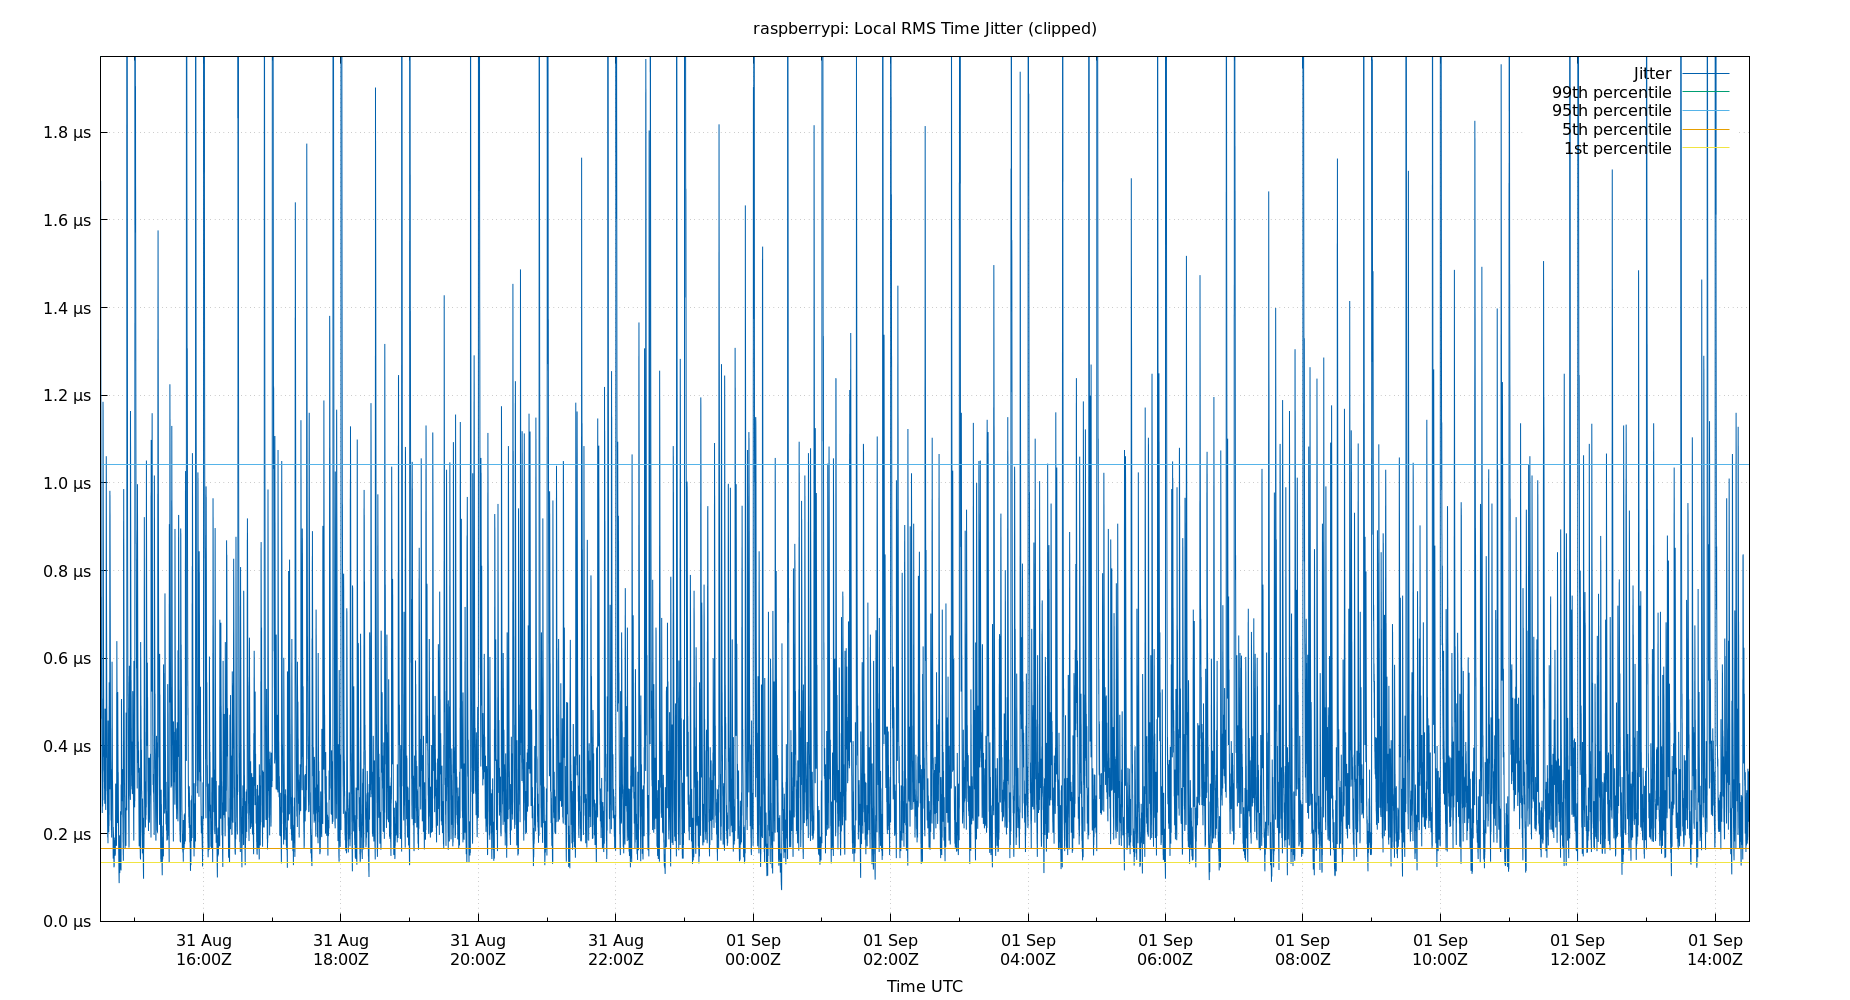 raspberrypi: Local RMS Time Jitter (clipped)
Jitter
99th percentile
95th percentile
5th percentile
1st percentile
1.8 µs
1.6 µs
1.4 µs
1.2 µs
1.0 µs
0.8 µs
0.6 µs
0.4 µs
0.2 µs
0.0 µs
31 Aug 31 Aug 31 Aug 31 Aug 01 Sep 01 Sep 01 Sep 01 Sep 01 Sep 01 Sep 01 Sep 01 Sep
16:00Z 18:00Z 20:00Z 22:00Z 00:00Z 02:00Z 04:00Z 06:00Z 08:00Z 10:00Z 12:00Z 14:00Z
Time UTC